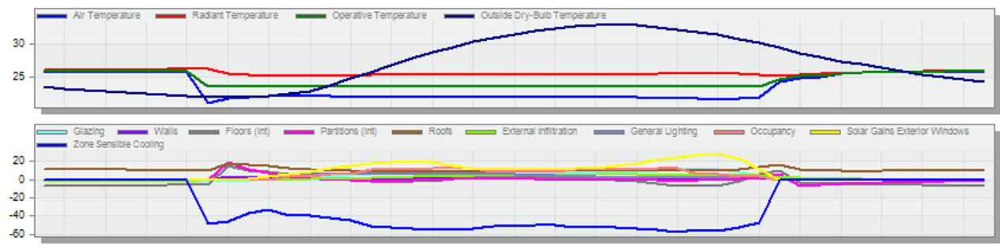 Air Temperature Radiant Temperature Operative Temperature Outside Dry-Bulb Temperature
30
25
Glazing Walls Floors (int) Partitions (int) Roofs External Infiltration General Lighting Occupancy Solar Gains Exterior Windows
Zone Sensible Cooling
20
0
-20
-40
-60